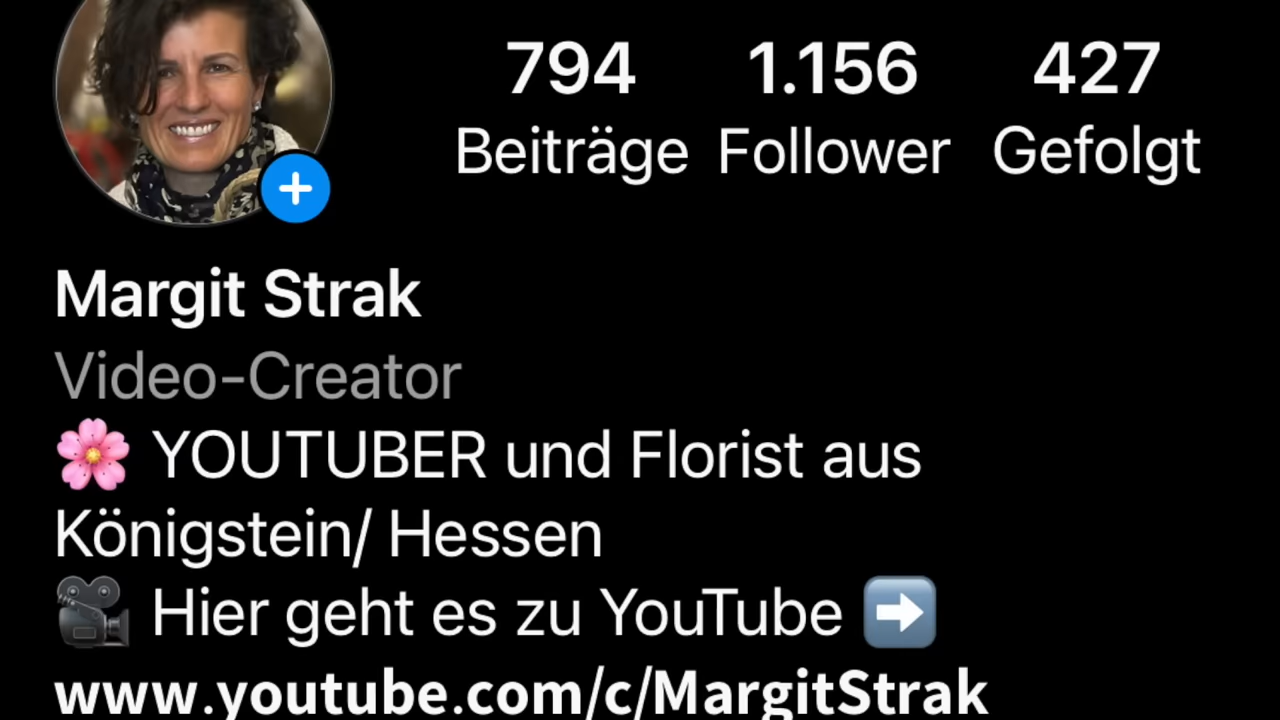 794 1.156 427
Beiträge Follower Gefolgt
Margit Strak
Video-Creator
🌸 YOUTUBER und Florist aus
Königstein/ Hessen
🎥 Hier geht es zu YouTube ➡️
www.youtube.com/c/MargitStrak